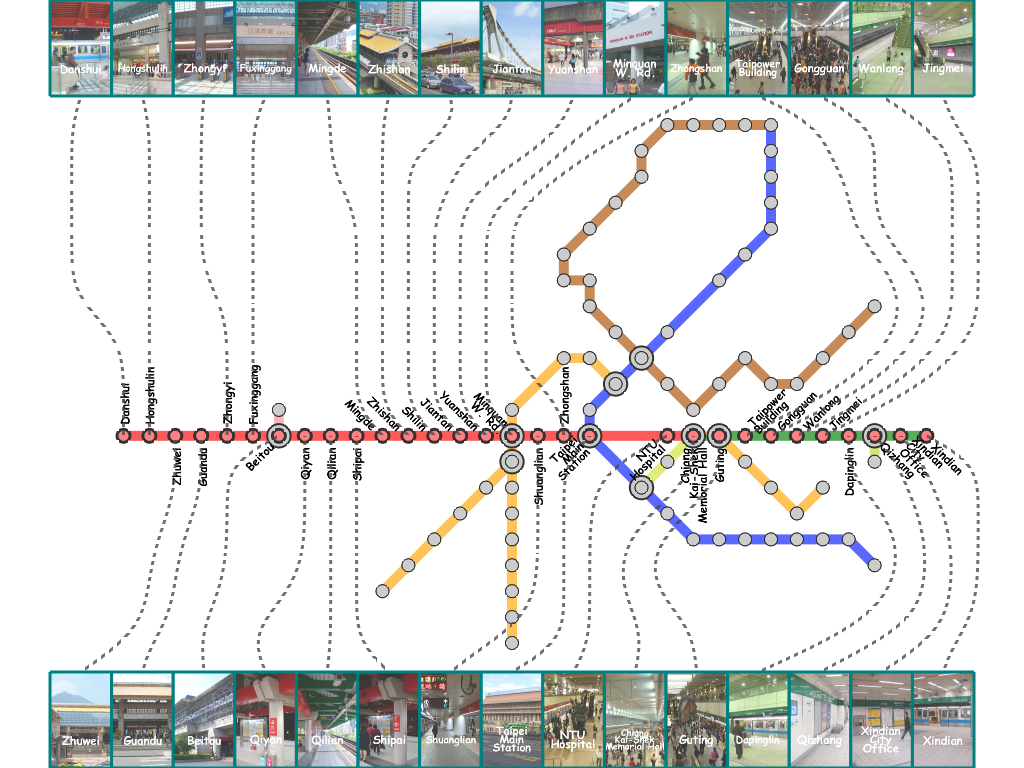 Danshui
Hongshulin
Zhongyi
Fuxinggang
Mingde
Zhishan
Shilin
Jiantan
Yuanshan
Minquan
W. Rd.
Zhongshan
Taipower
Building
Gongguan
Wanlong
Jingmei
Danshui
Hongshulin
Zhongyi
Fuxinggang
Mingde
Zhishan
Shilin
Jiantan
Yuanshan
Minquan
W. Rd.
Zhongshan
Taipower
Building
Gongguan
Wanlong
Jingmei
Zhuwei
Guandu
Beitou
Qiyan
Qilian
Shipai
Shuanglian
Taipei
Main
Station
NTU
Hospital
Chiang
Kai-Shek
Memorial Hall
Guting
Dapinglin
Qizhang
Xindian
City
Office
Xindian
Zhuwei
Guandu
Beitou
Qiyan
Qilian
Shipai
Shuanglian
Taipei
Main
Station
NTU
Hospital
Chiang
Kai-Shek
Memorial Hall
Guting
Dapinglin
Qizhang
Xindian
City
Office
Xindian